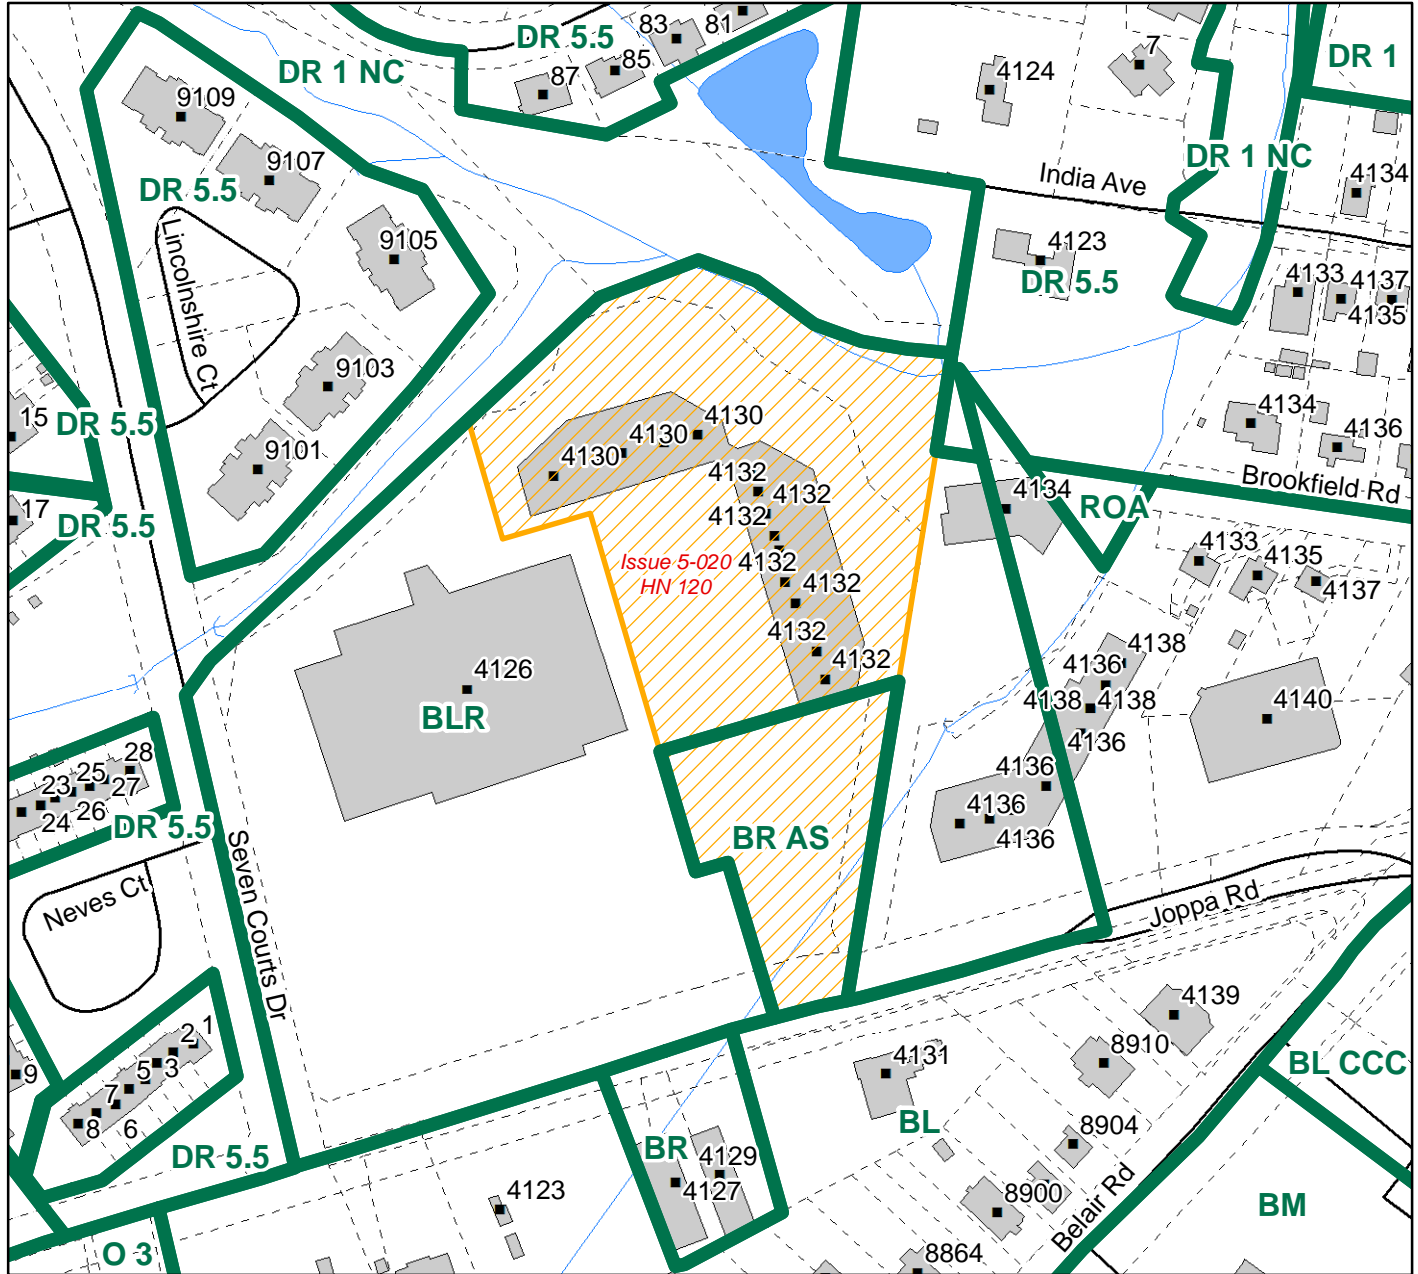 83
81
DR 5.5
85
DR 1 NC
87
7
4124
DR 1
9109
9107
DR 5.5
DR 1 NC
India Ave
4134
Lincolnshire Ct
9105
4123
DR 5.5
4133
4137
4135
9103
15
DR 5.5
4130
4130
4130
4134
4136
9101
4132
4132
4132
Brookfield Rd
17
DR 5.5
4134
ROA
Issue 5-020
HN 120
4132
4132
4133
4135
4137
4132
4132
4126
BLR
4138
4136
4138
4138
4136
4140
28
25
23
27
26
24
DR 5.5
4136
4136
4136
BR AS
Seven Courts Dr
Neves Ct
Joppa Rd
4139
2
1
3
5
7
6
8
9
8910
4131
BL CCC
BL
8904
DR 5.5
BR
4129
4127
4123
8900
Belair Rd
BM
O 3
8864